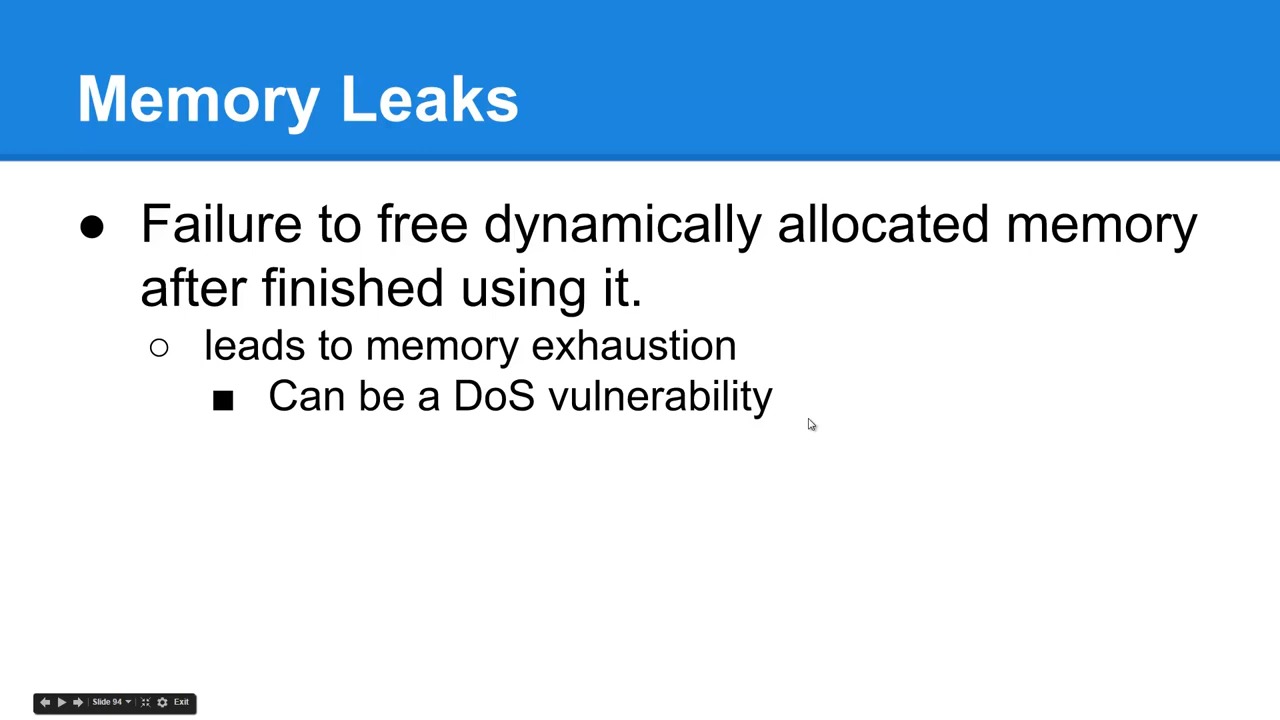 Memory Leaks
● Failure to free dynamically allocated memory
after finished using it.
○ leads to memory exhaustion
■ Can be a DoS vulnerability
Slide 94 Exit